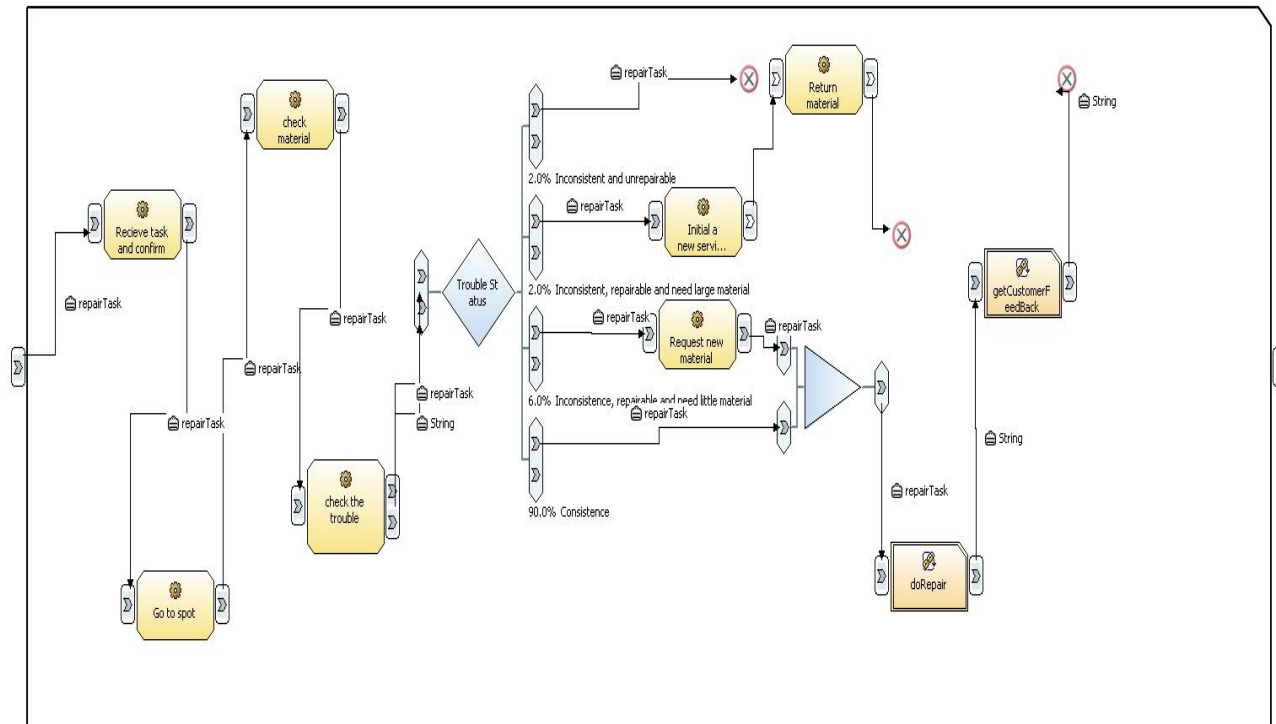 repairTask
Recieve task
and confirm
repairTask
repairTask
Go to spot
repairTask
check
material
repairTask
check the
trouble
repairTask
String
Trouble St
atus
repairTask
2.0% Inconsistent and unrepairable
repairTask
Initial a
new servi...
Return
material
2.0% Inconsistent, repairable and need large material
repairTask
Request new
material
repairTask
6.0% Inconsistence, repairable and need little material
repairTask
90.0% Consistence
repairTask
doRepair
String
getCustomerF
eedBack
String